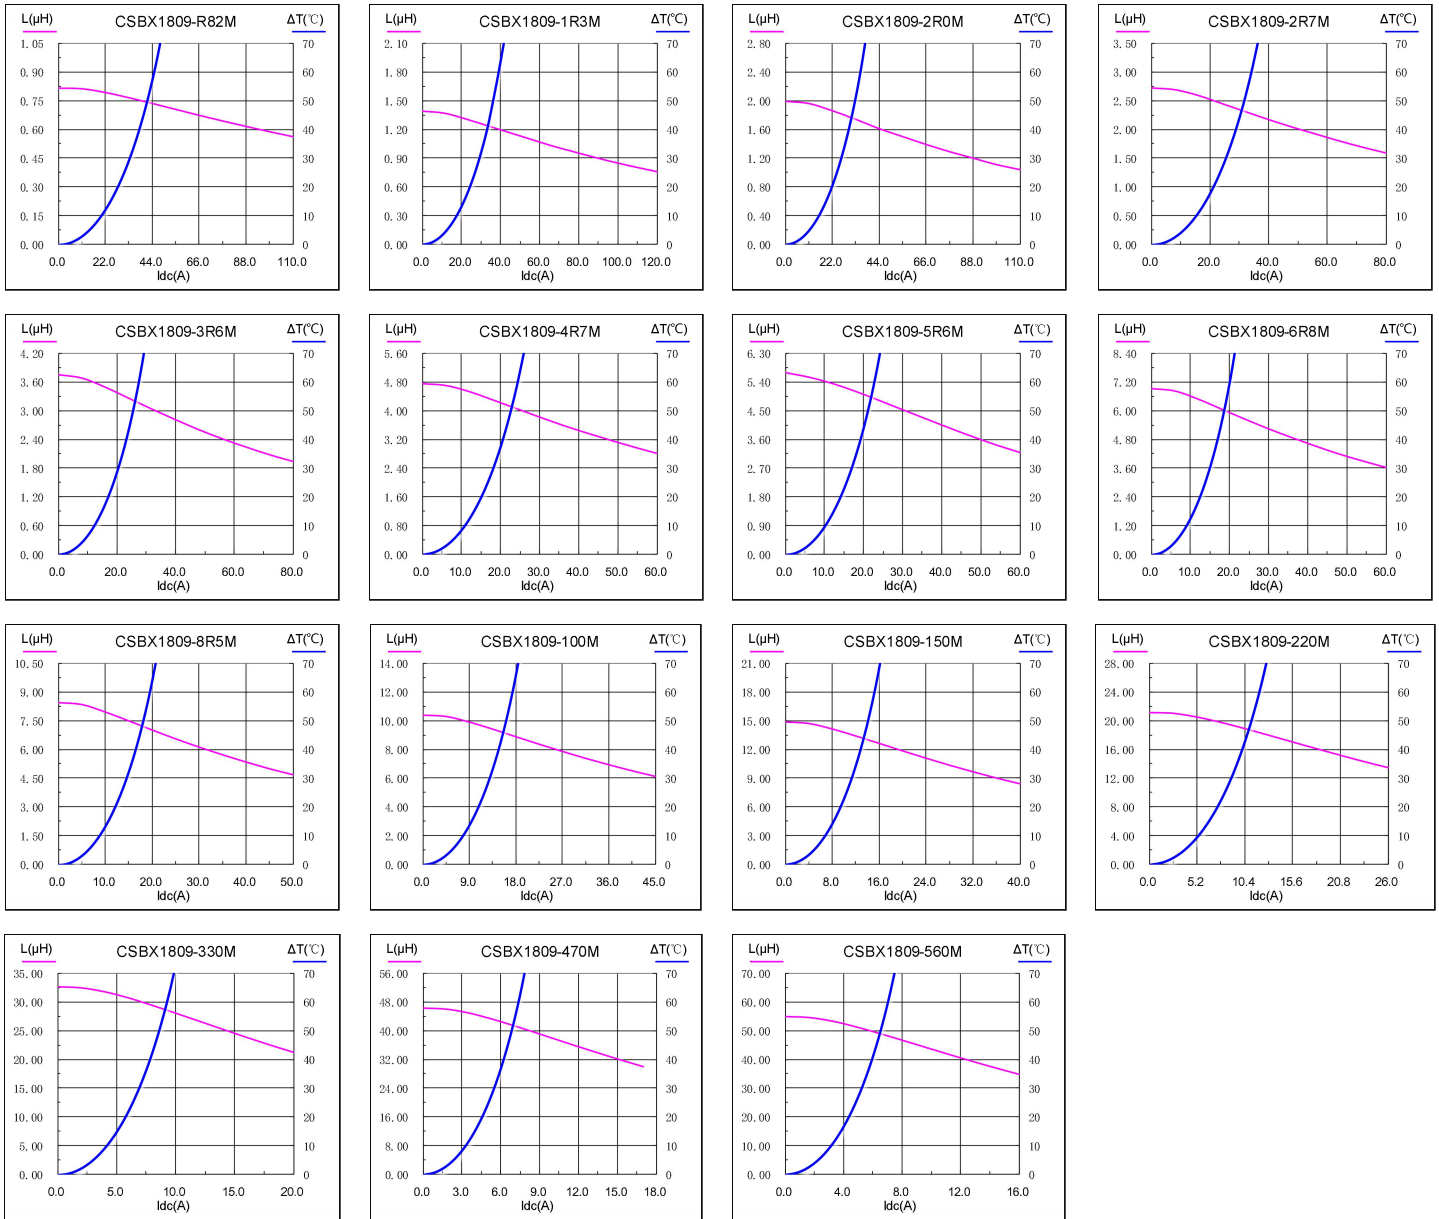 L(μH) CSBX1809-R82M ΔT(℃)
1.05 70
0.90 60
0.75 50
0.60 40
0.45 30
0.30 20
0.15 10
0.00 0
0.0 22.0 44.0 66.0 88.0 110.0
Idc(A)
L(μH) CSBX1809-1R3M ΔT(℃)
2.10 70
1.80 60
1.50 50
1.20 40
0.90 30
0.60 20
0.30 10
0.00 0
0.0 20.0 40.0 60.0 80.0 100.0 120.0
Idc(A)
L(μH) CSBX1809-2R0M ΔT(℃)
2.80 70
2.40 60
2.00 50
1.60 40
1.20 30
0.80 20
0.40 10
0.00 0
0.0 22.0 44.0 66.0 88.0 110.0
Idc(A)
L(μH) CSBX1809-2R7M ΔT(℃)
3.50 70
3.00 60
2.50 50
2.00 40
1.50 30
1.00 20
0.50 10
0.00 0
0.0 20.0 40.0 60.0 80.0
Idc(A)
L(μH) CSBX1809-3R6M ΔT(℃)
4.20 70
3.60 60
3.00 50
2.40 40
1.80 30
1.20 20
0.60 10
0.00 0
0.0 20.0 40.0 60.0 80.0
Idc(A)
L(μH) CSBX1809-4R7M ΔT(℃)
5.60 70
4.80 60
4.00 50
3.20 40
2.40 30
1.60 20
0.80 10
0.00 0
0.0 10.0 20.0 30.0 40.0 50.0 60.0
Idc(A)
L(μH) CSBX1809-5R6M ΔT(℃)
6.30 70
5.40 60
4.50 50
3.60 40
2.70 30
1.80 20
0.90 10
0.00 0
0.0 10.0 20.0 30.0 40.0 50.0 60.0
Idc(A)
L(μH) CSBX1809-6R8M ΔT(℃)
8.40 70
7.20 60
6.00 50
4.80 40
3.60 30
2.40 20
1.20 10
0.00 0
0.0 10.0 20.0 30.0 40.0 50.0 60.0
Idc(A)
L(μH) CSBX1809-8R5M ΔT(℃)
10.50 70
9.00 60
7.50 50
6.00 40
4.50 30
3.00 20
1.50 10
0.00 0
0.0 10.0 20.0 30.0 40.0 50.0
Idc(A)
L(μH) CSBX1809-100M ΔT(℃)
14.00 70
12.00 60
10.00 50
8.00 40
6.00 30
4.00 20
2.00 10
0.00 0
0.0 9.0 18.0 27.0 36.0 45.0
Idc(A)
L(μH) CSBX1809-150M ΔT(℃)
21.00 70
18.00 60
15.00 50
12.00 40
9.00 30
6.00 20
3.00 10
0.00 0
0.0 8.0 16.0 24.0 32.0 40.0
Idc(A)
L(μH) CSBX1809-220M ΔT(℃)
28.00 70
24.00 60
20.00 50
16.00 40
12.00 30
8.00 20
4.00 10
0.00 0
0.0 5.2 10.4 15.6 20.8 26.0
Idc(A)
L(μH) CSBX1809-330M ΔT(℃)
35.00 70
30.00 60
25.00 50
20.00 40
15.00 30
10.00 20
5.00 10
0.00 0
0.0 5.0 10.0 15.0 20.0
Idc(A)
L(μH) CSBX1809-470M ΔT(℃)
56.00 70
48.00 60
40.00 50
32.00 40
24.00 30
16.00 20
8.00 10
0.00 0
0.0 3.0 6.0 9.0 12.0 15.0 18.0
Idc(A)
L(μH) CSBX1809-560M ΔT(℃)
70.00 70
60.00 60
50.00 50
40.00 40
30.00 30
20.00 20
10.00 10
0.00 0
0.0 4.0 8.0 12.0 16.0
Idc(A)